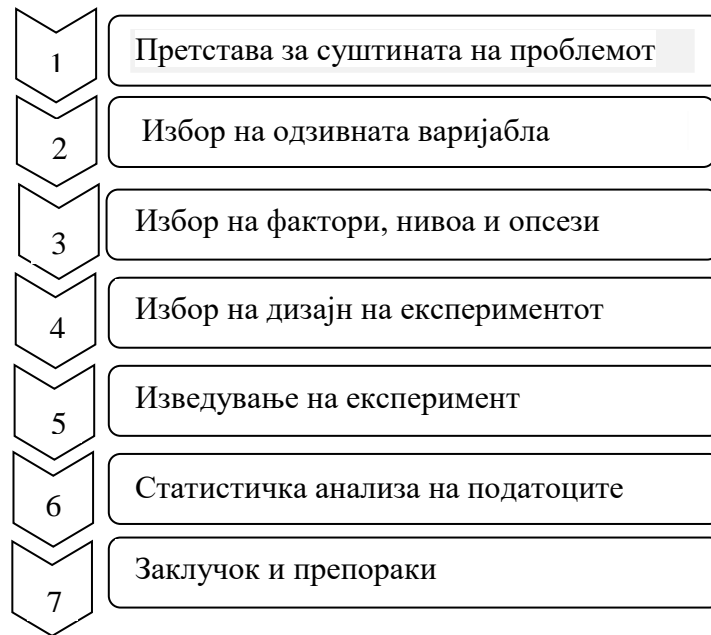 1 Претстава за суштината на проблемот
2 Избор на одѕивната варијабла
3 Избор на фактори, нивоа и опсези
4 Избор на дизајн на експериментот
5 Изведување на експеримент
6 Статистичка анализа на податоците
7 Заклучок и препораки